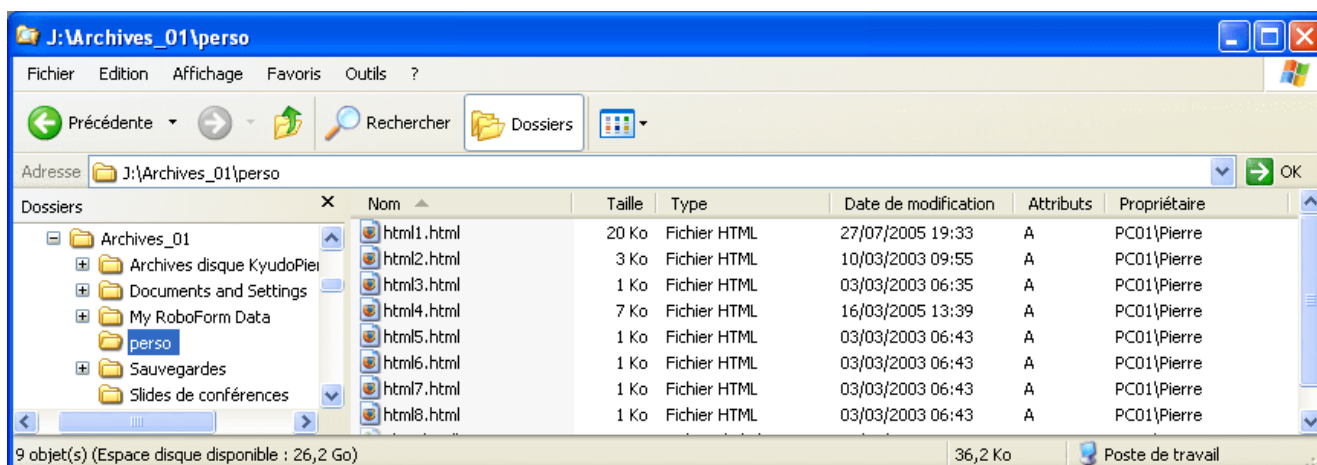 J:\Archives_01\perso
Fichier Edition Affichage Favoris Outils ?
Précédente Rechercher Dossiers
Adresse J:\Archives_01\perso OK
Dossiers
Archives_01
Archives disque KyudoPier
Documents and Settings
My RoboForm Data
perso
Sauvegardes
Slides de conférences
Nom Taille Type Date de modification Attributs Propriétaire
html1.html 20 Ko Fichier HTML 27/07/2005 19:33 A PC01\Pierre
html2.html 3 Ko Fichier HTML 10/03/2003 09:55 A PC01\Pierre
html3.html 1 Ko Fichier HTML 03/03/2003 06:35 A PC01\Pierre
html4.html 7 Ko Fichier HTML 16/03/2005 13:39 A PC01\Pierre
html5.html 1 Ko Fichier HTML 03/03/2003 06:43 A PC01\Pierre
html6.html 1 Ko Fichier HTML 03/03/2003 06:43 A PC01\Pierre
html7.html 1 Ko Fichier HTML 03/03/2003 06:43 A PC01\Pierre
html8.html 1 Ko Fichier HTML 03/03/2003 06:43 A PC01\Pierre
9 objet(s) (Espace disque disponible : 26,2 Go) 36,2 Ko Poste de travail